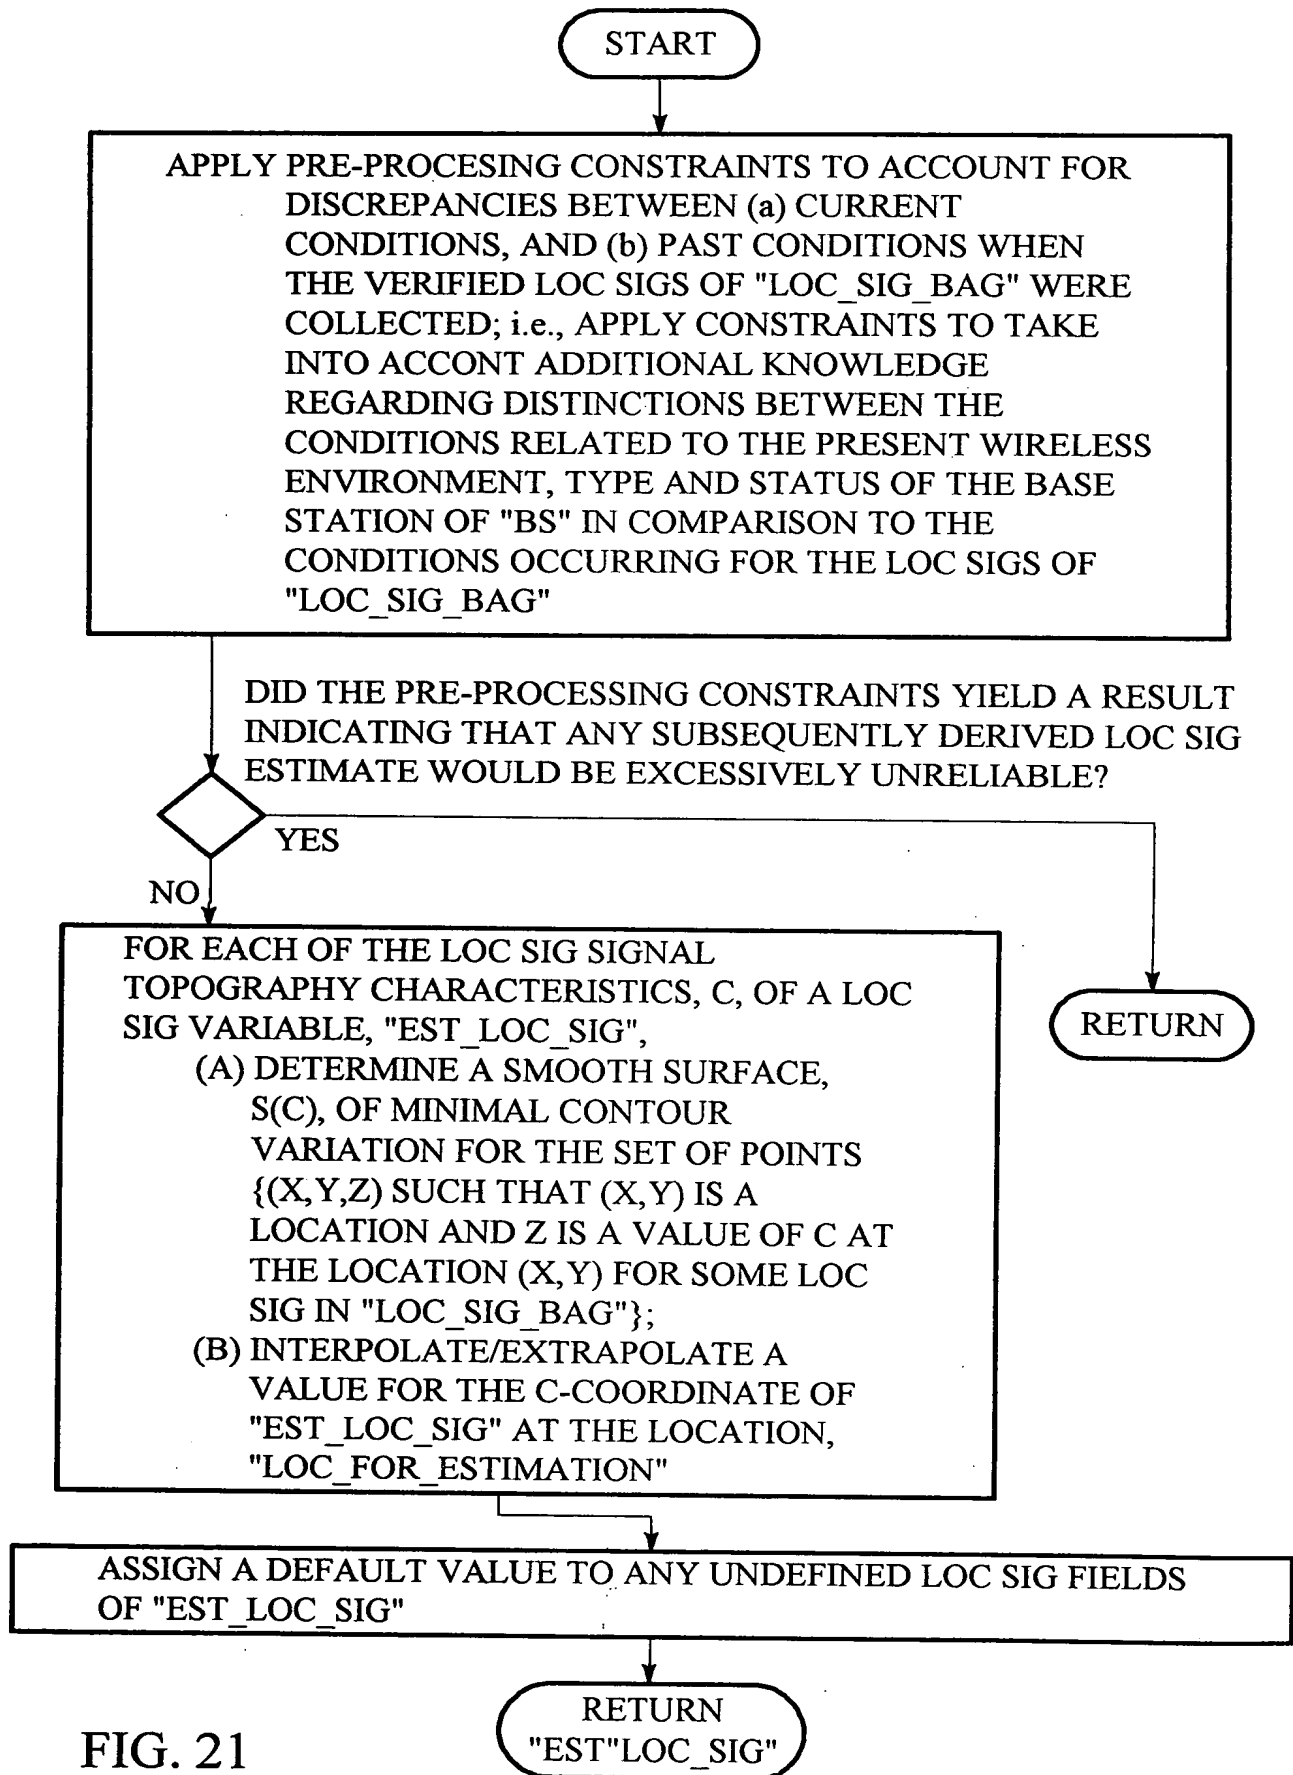 START
APPLY PRE-PROCESING CONSTRAINTS TO ACCOUNT FOR
DISCREPANCIES BETWEEN (a) CURRENT
CONDITIONS, AND (b) PAST CONDITIONS WHEN
THE VERIFIED LOC SIGS OF "LOC_SIG_BAG" WERE
COLLECTED; i.e., APPLY CONSTRAINTS TO TAKE
INTO ACCONT ADDITIONAL KNOWLEDGE
REGARDING DISTINCTIONS BETWEEN THE
CONDITIONS RELATED TO THE PRESENT WIRELESS
ENVIRONMENT, TYPE AND STATUS OF THE BASE
STATION OF "BS" IN COMPARISON TO THE
CONDITIONS OCCURRING FOR THE LOC SIGS OF
"LOC_SIG_BAG"
DID THE PRE-PROCESSING CONSTRAINTS YIELD A RESULT
INDICATING THAT ANY SUBSEQUENTLY DERIVED LOC SIG
ESTIMATE WOULD BE EXCESSIVELY UNRELIABLE?
YES
NO
FOR EACH OF THE LOC SIG SIGNAL
TOPOGRAPHY CHARACTERISTICS, C, OF A LOC
SIG VARIABLE, "EST_LOC_SIG",
(A) DETERMINE A SMOOTH SURFACE,
S(C), OF MINIMAL CONTOUR
VARIATION FOR THE SET OF POINTS
{(X,Y,Z) SUCH THAT (X,Y) IS A
LOCATION AND Z IS A VALUE OF C AT
THE LOCATION (X,Y) FOR SOME LOC
SIG IN "LOC_SIG_BAG"};
(B) INTERPOLATE/EXTRAPOLATE A
VALUE FOR THE C-COORDINATE OF
"EST_LOC_SIG" AT THE LOCATION,
"LOC_FOR_ESTIMATION"
RETURN
ASSIGN A DEFAULT VALUE TO ANY UNDEFINED LOC SIG FIELDS
OF "EST_LOC_SIG"
RETURN
"EST"LOC_SIG"
FIG. 21